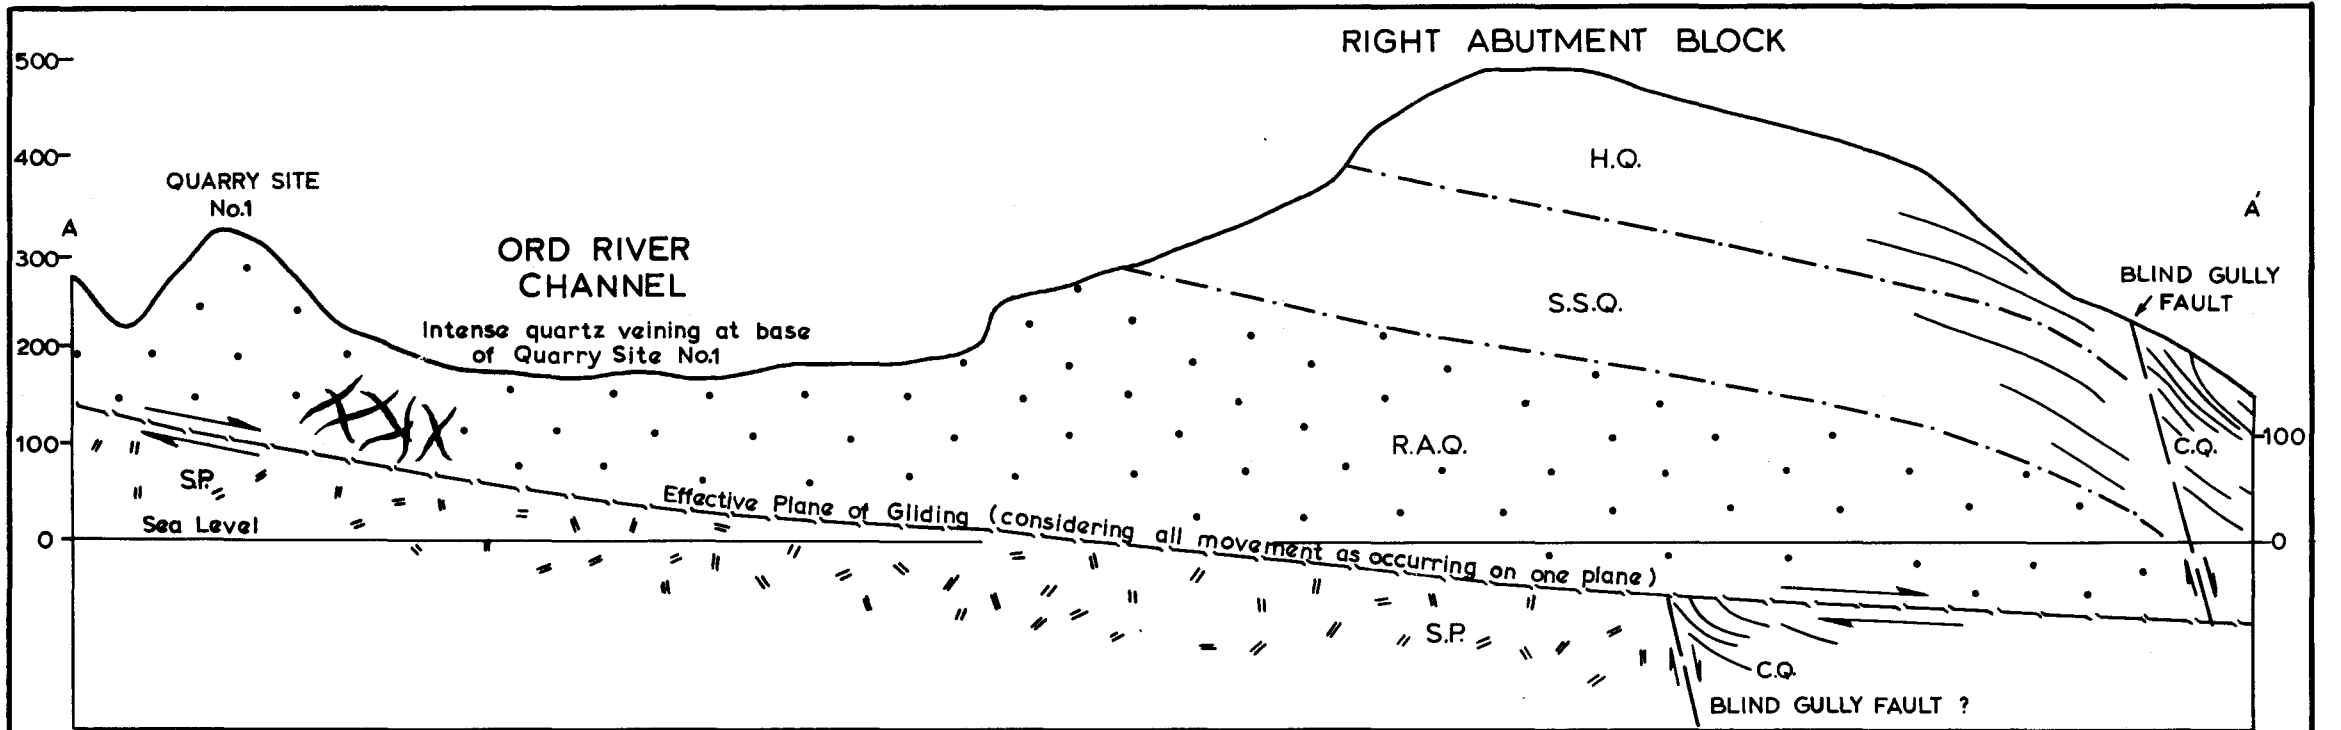 RIGHT ABUTMENT BLOCK
500
400
300
200
100
0
QUARRY SITE
No.1
A
ORD RIVER
CHANNEL
Intense quartz veining at base
of Quarry Site No.1
H.Q.
S.S.Q.
R.A.Q.
A'
BLIND GULLY
FAULT
C.Q.
100
0
S.P.
Sea Level
Effective Plane of Gliding (considering all movement as occurring on one plane)
S.P.
C.Q.
BLIND GULLY FAULT ?